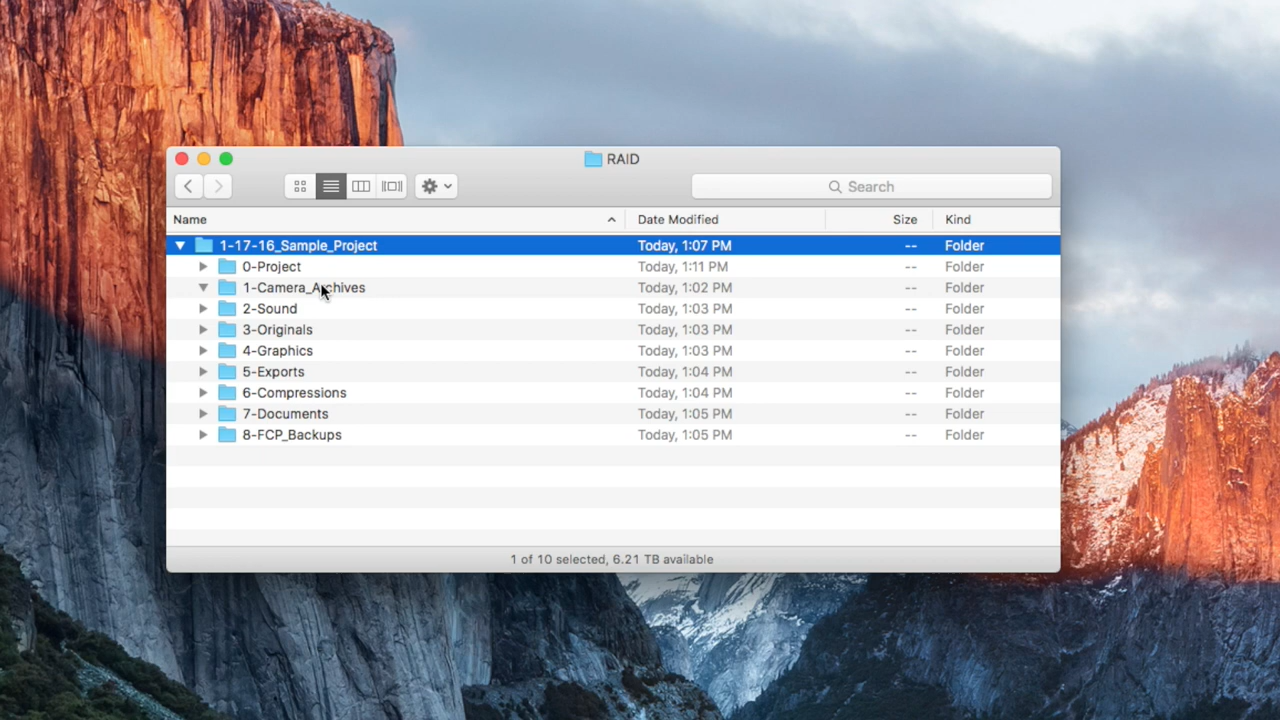 RAID
Search
Name Date Modified Size Kind
1-17-16_Sample_Project Today, 1:07 PM -- Folder
0-Project Today, 1:11 PM -- Folder
1-Camera_Archives Today, 1:02 PM -- Folder
2-Sound Today, 1:03 PM -- Folder
3-Originals Today, 1:03 PM -- Folder
4-Graphics Today, 1:03 PM -- Folder
5-Exports Today, 1:04 PM -- Folder
6-Compressions Today, 1:04 PM -- Folder
7-Documents Today, 1:05 PM -- Folder
8-FCP_Backups Today, 1:05 PM -- Folder
1 of 10 selected, 6.21 TB available